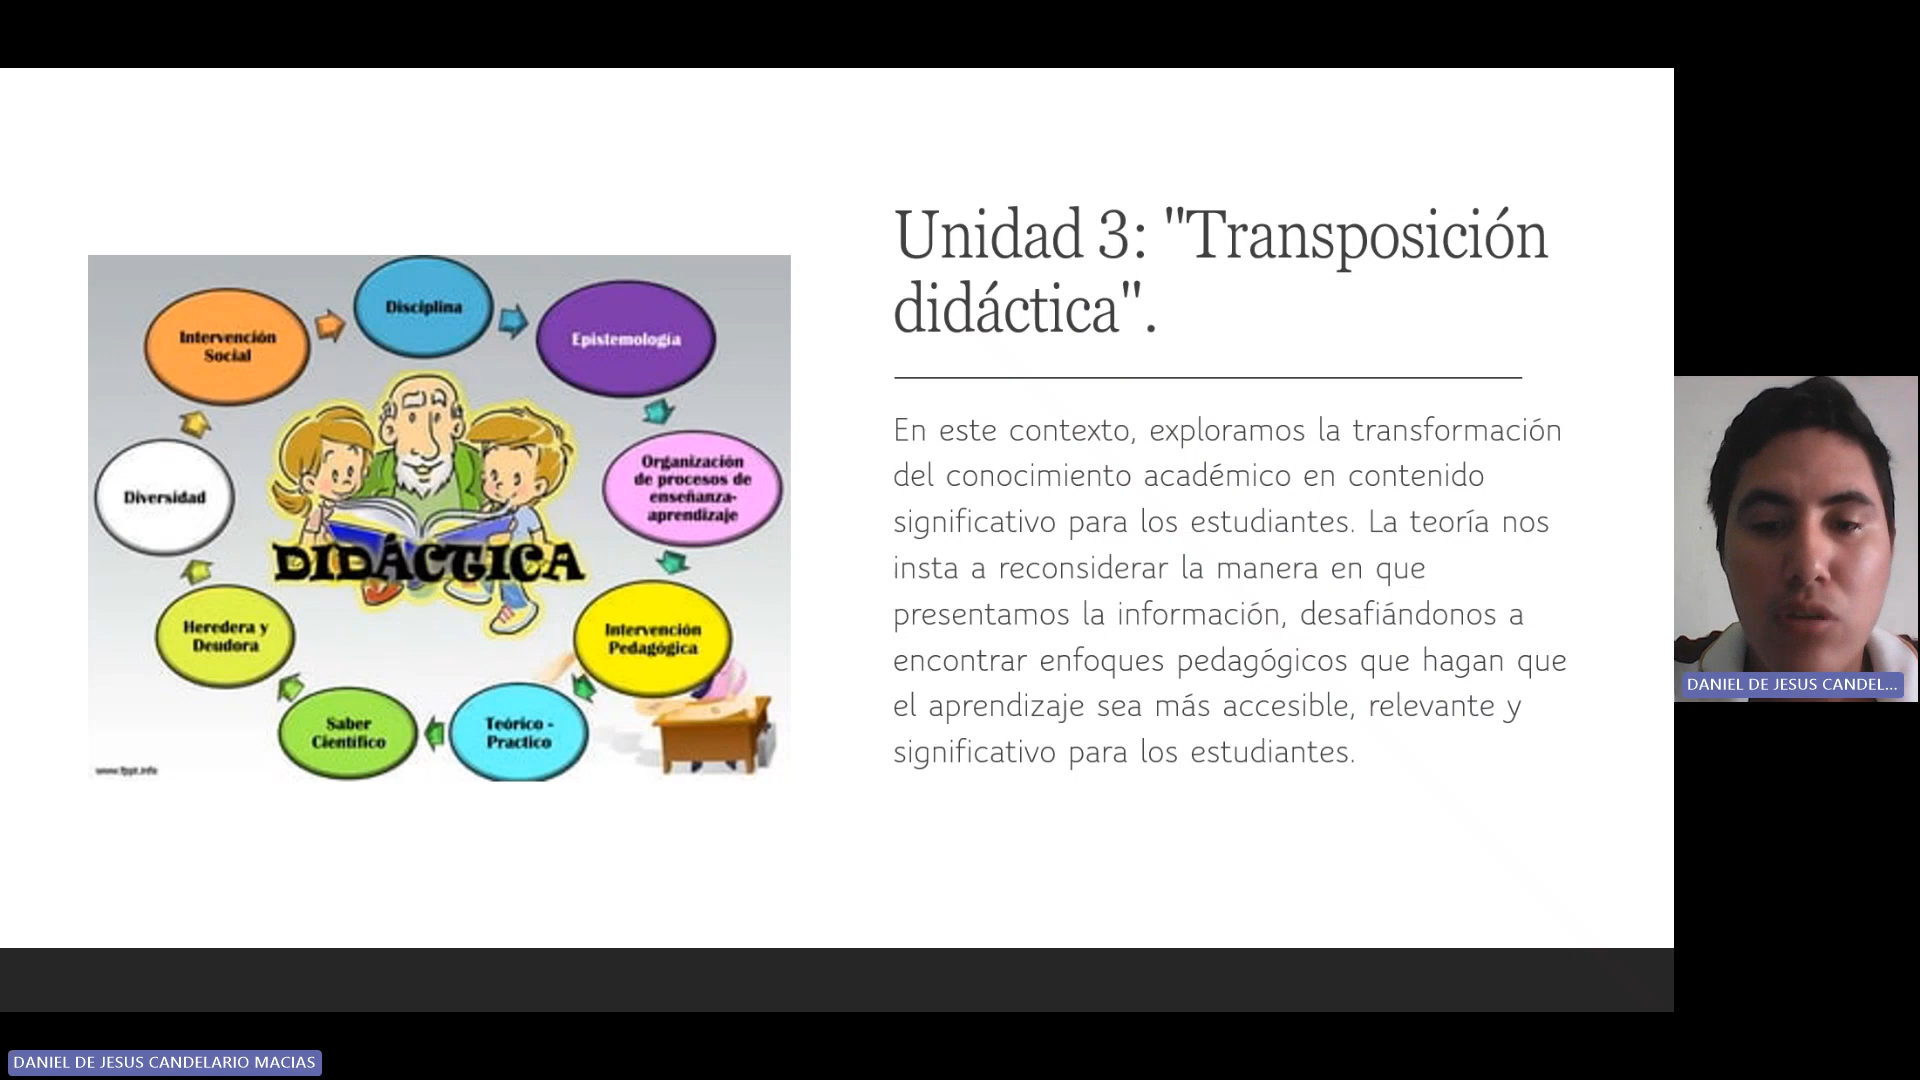 Unidad 3: "Transposición
didáctica".
En este contexto, exploramos la transformación
del conocimiento académico en contenido
significativo para los estudiantes. La teoría nos
insta a reconsiderar la manera en que
presentamos la información, desafiándonos a
encontrar enfoques pedagógicos que hagan que
el aprendizaje sea más accesible, relevante y
significativo para los estudiantes.
Disciplina
Epistemología
Organización
de procesos de
enseñanza-
aprendizaje
Intervención
Pedagógica
Teórico -
Practico
Saber
Científico
Heredera y
Deudora
Diversidad
Intervención
Social
DIDÁCTICA
www.fppt.info
DANIEL DE JESUS CANDEL...
DANIEL DE JESUS CANDELARIO MACIAS